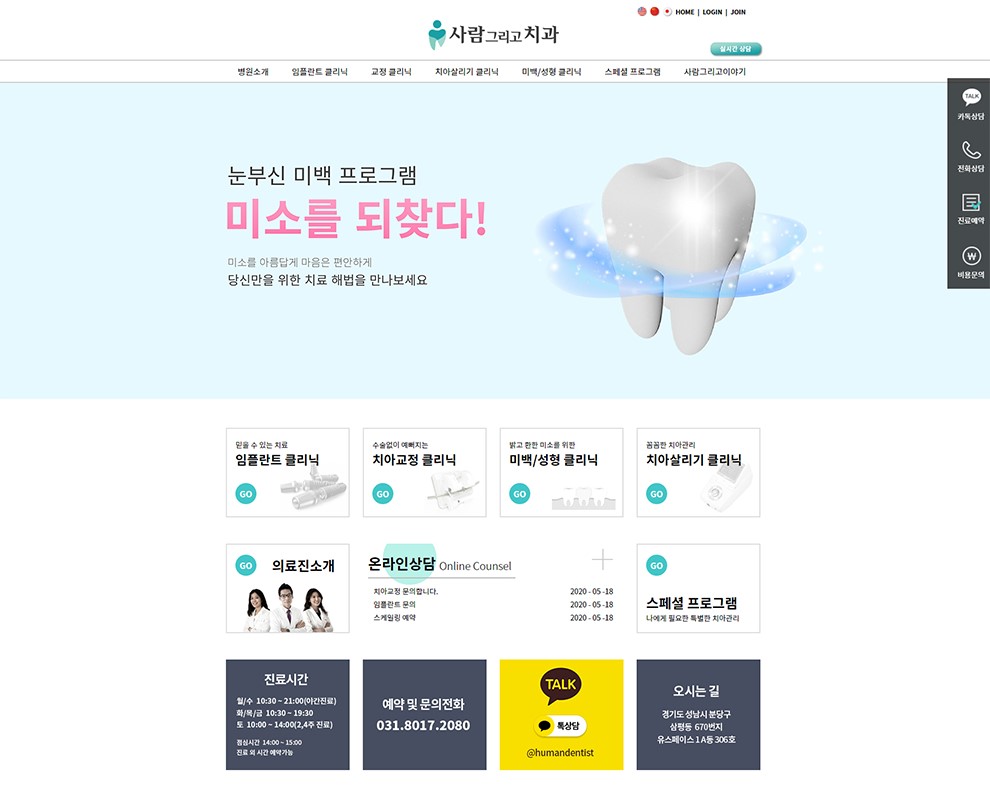 HOME | LOGIN | JOIN
사람그리고치과
실시간 상담
병원소개 임플란트 클리닉 교정 클리닉 치아살리기 클리닉 미백/성형 클리닉 스페셜 프로그램 사람그리고이야기
TALK
카톡상담
전화상담
진료예약
₩
비용문의
눈부신 미백 프로그램
미소를 되찾다!
미소를 아름답게 마음은 편안하게
당신만을 위한 치료 해법을 만나보세요
믿을 수 있는 치료
임플란트 클리닉
GO
수술없이 예뻐지는
치아교정 클리닉
GO
밝고 환한 미소를 위한
미백/성형 클리닉
GO
꼼꼼한 치아관리
치아살리기 클리닉
GO
GO 의료진소개
온라인상담 Online Counsel
치아교정 문의합니다. 2020 - 05 -18
임플란트 문의 2020 - 05 -18
스케일링 예약 2020 - 05 -18
GO
스페셜 프로그램
나에게 필요한 특별한 치아관리
진료시간
월/수 10:30 ~ 21:00(야간진료)
화/목/금 10:30 ~ 19:30
토 10:00 ~ 14:00(2,4주 진료)
점심시간 14:00 ~ 15:00
진료 외 시간 예약가능
예약 및 문의전화
031.8017.2080
TALK
톡상담
@humandentist
오시는 길
경기도 성남시 분당구
삼평동 670번지
유스페이스 1 A동 306호